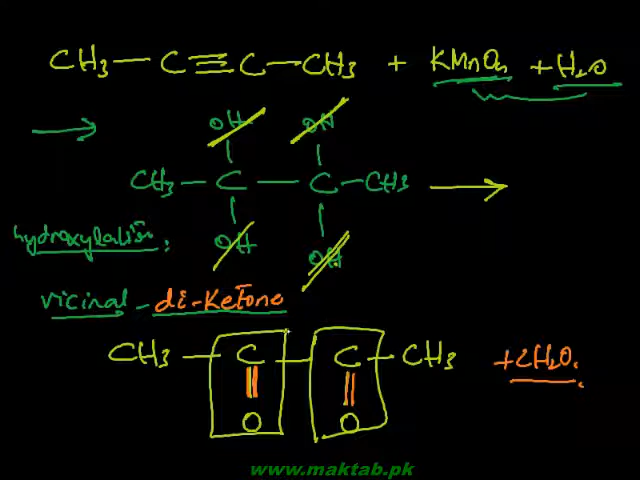 CH3 — C ≡ C — CH3 + KMnO4 + H2O
OH OH
CH3 — C — C — CH3
hydroxylation:
OH OH
vicinal - di-Ketone
CH3 — C — C — CH3 + 2H2O.
O O
www.maktab.pk